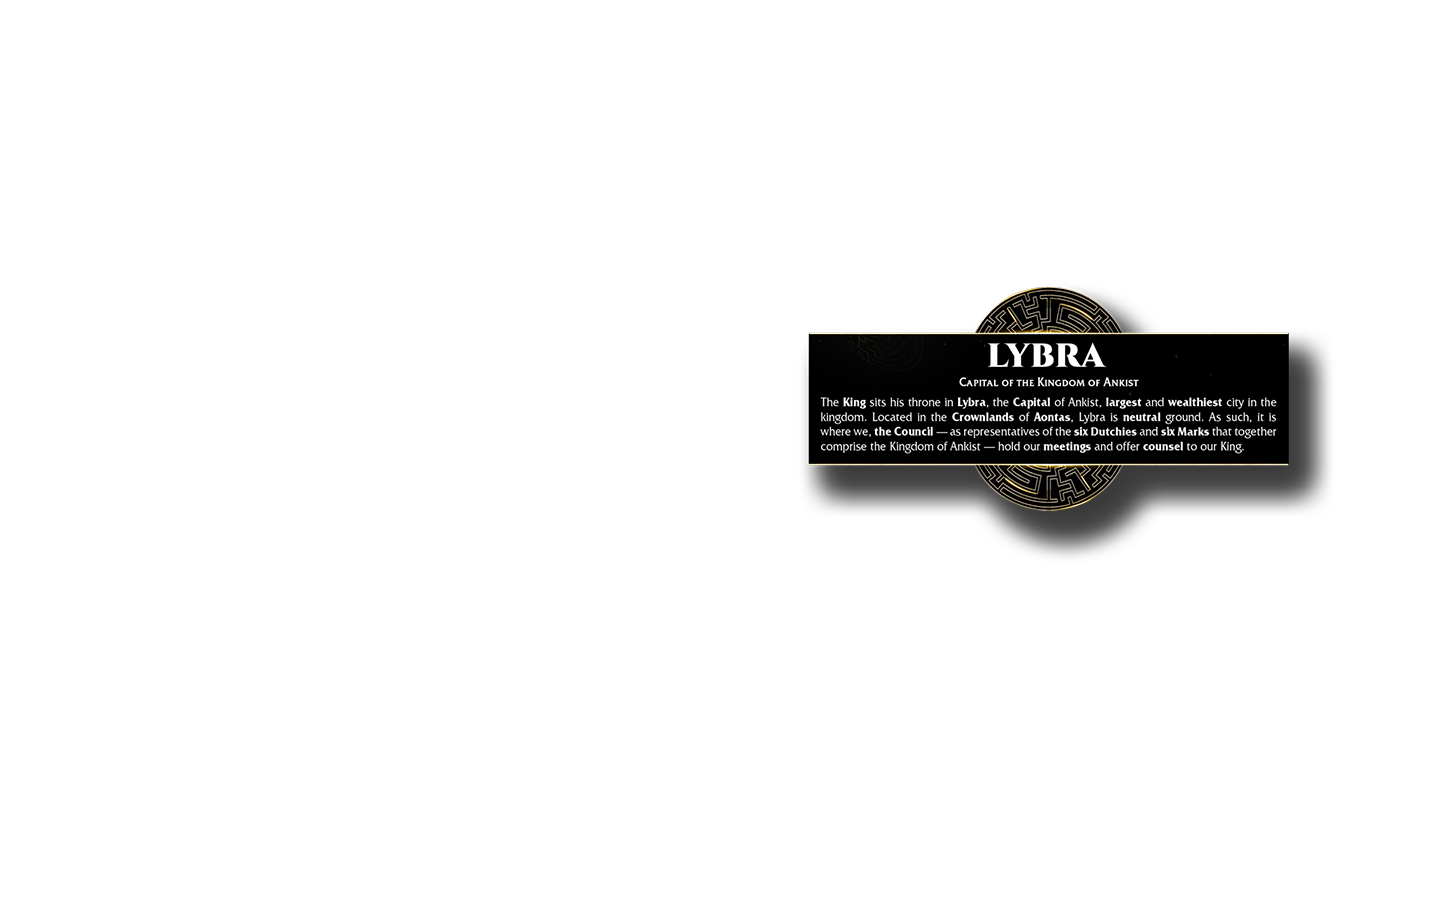 LYBRA
Capital of the Kingdom of Ankist
The King sits his throne in Lybra, the Capital of Ankist, largest and wealthiest city in the
kingdom. Located in the Crownlands of Aontas, Lybra is neutral ground. As such, it is
where we, the Council — as representatives of the six Dutchies and six Marks that together
comprise the Kingdom of Ankist — hold our meetings and offer counsel to our King.